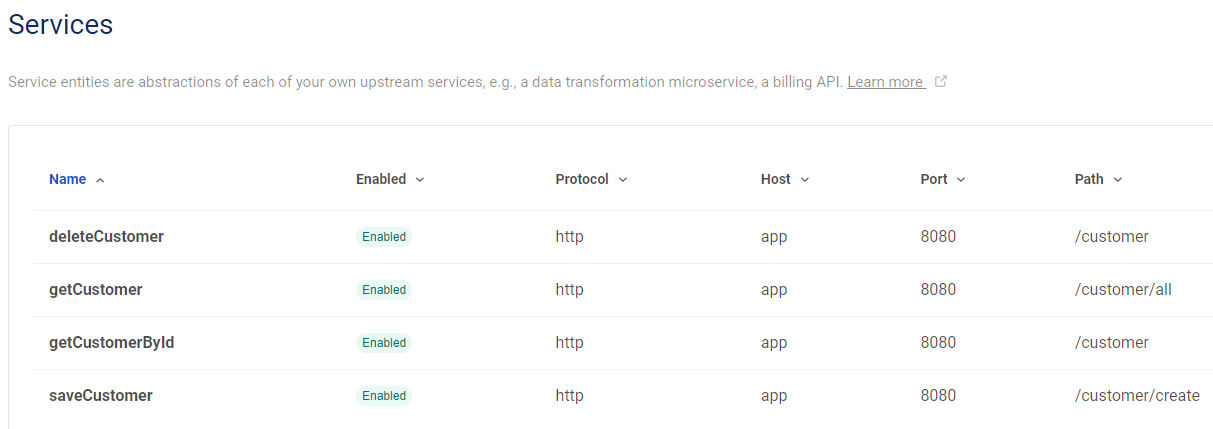 Services
Service entities are abstractions of each of your own upstream services, e.g., a data transformation microservice, a billing API. Learn more
Name Enabled Protocol Host Port Path
deleteCustomer Enabled http app 8080 /customer
getCustomer Enabled http app 8080 /customer/all
getCustomerById Enabled http app 8080 /customer
saveCustomer Enabled http app 8080 /customer/create